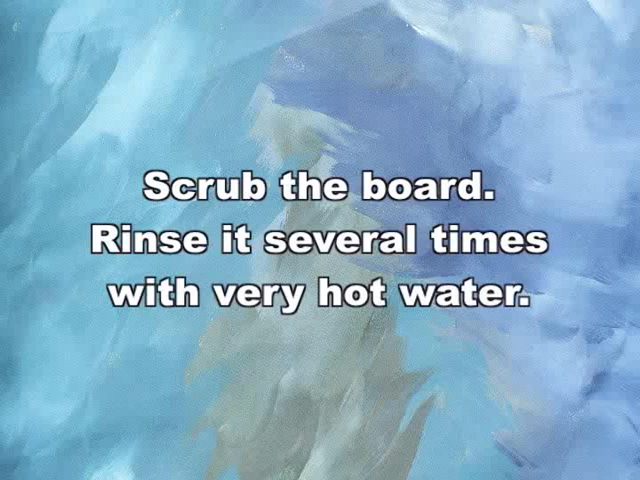 Scrub the board.
Rinse it several times
with very hot water.